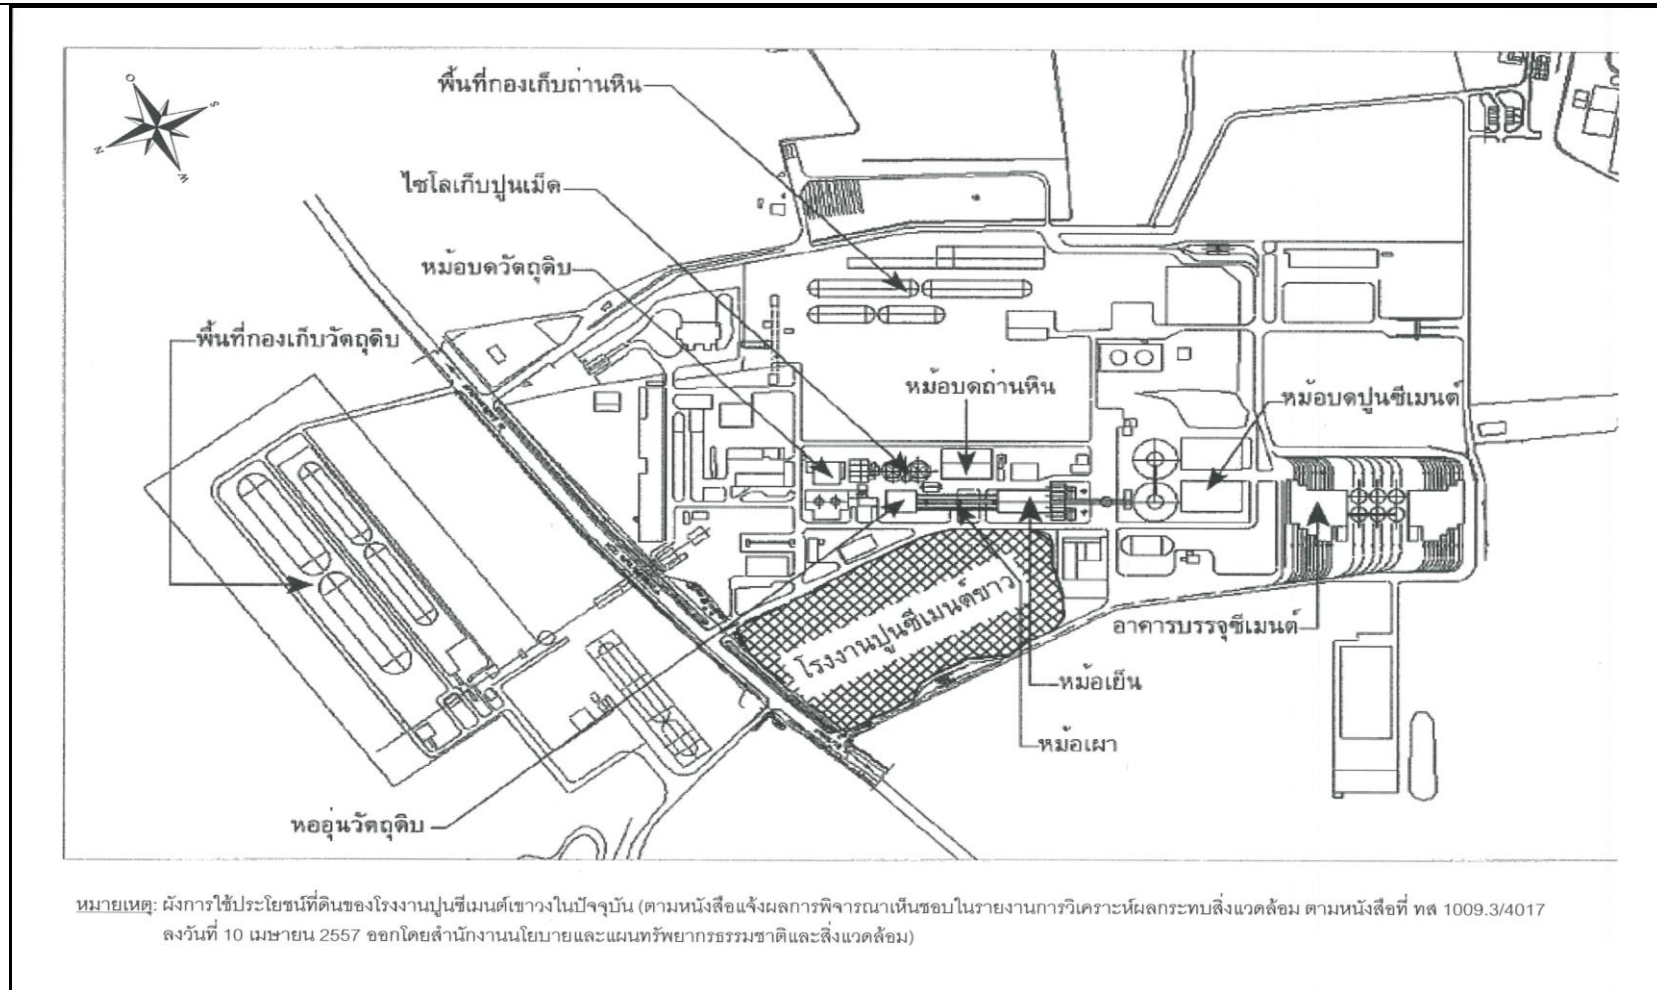 O
S
N
W
พื้นที่กองเก็บถ่านหิน
ไซโลเก็บปูนเม็ด
หม้อบดวัตถุดิบ
พื้นที่กองเก็บวัตถุดิบ
หม้อบดถ่านหิน
หม้อบดปูนซีเมนต์
โรงงานปูนซีเมนต์ขาว
อาคารบรรจุซีเมนต์
หม้อเย็น
หม้อเผา
หออุ่นวัตถุดิบ
หมายเหตุ: ผังการใช้ประโยชน์ที่ดินของโรงงานปูนซีเมนต์เขาวงในปัจจุบัน (ตามหนังสือแจ้งผลการพิจารณาเห็นชอบในรายงานการวิเคราะห์ผลกระทบสิ่งแวดล้อม ตามหนังสือที่ ทส 1009.3/4017
ลงวันที่ 10 เมษายน 2557 ออกโดยสำนักงานนโยบายและแผนทรัพยากรธรรมชาติและสิ่งแวดล้อม)